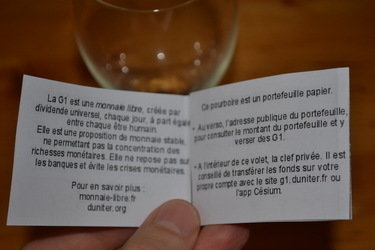 La G1 est une monnaie libre, créée par
dividende universel, chaque jour, à part égale
entre chaque être humain.
Elle est une proposition de monnaie stable,
ne permettant pas la concentration des
richesses monétaires. Elle ne repose pas sur
les banques et évite les crises monétaires.
Pour en savoir plus :
monnaie-libre.fr
duniter.org
Ce pourboire est un portefeuille papier.
- Au verso, l'adresse publique du portefeuille,
pour consulter le montant du portefeuille et y
verser des G1.
- A l'intérieur de ce volet, la clef privée. Il est
conseillé de transférer les fonds sur votre
propre compte avec le site g1.duniter.fr ou
l'app Césium.